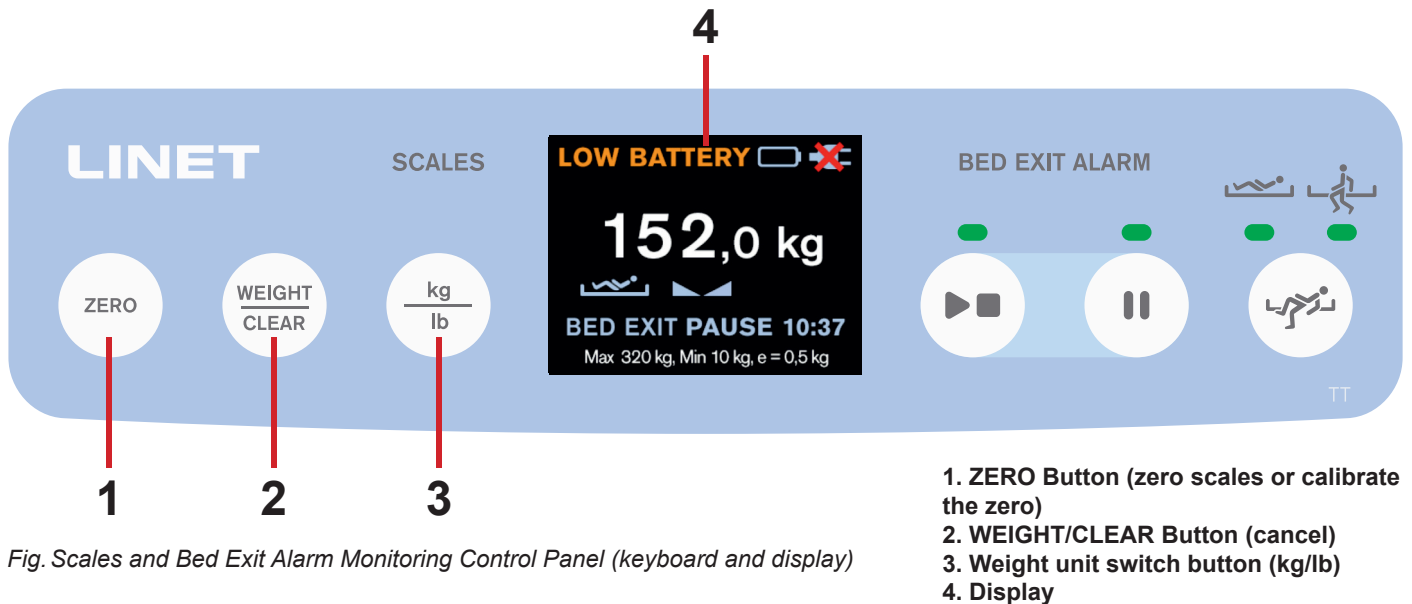 4
LINET
SCALES
LOW BATTERY
BED EXIT ALARM
152,0 kg
ZERO
WEIGHT
CLEAR
kg
lb
BED EXIT PAUSE 10:37
Max 320 kg, Min 10 kg, e = 0,5 kg
TT
1
2
3
Fig. Scales and Bed Exit Alarm Monitoring Control Panel (keyboard and display)
1. ZERO Button (zero scales or calibrate
the zero)
2. WEIGHT/CLEAR Button (cancel)
3. Weight unit switch button (kg/lb)
4. Display